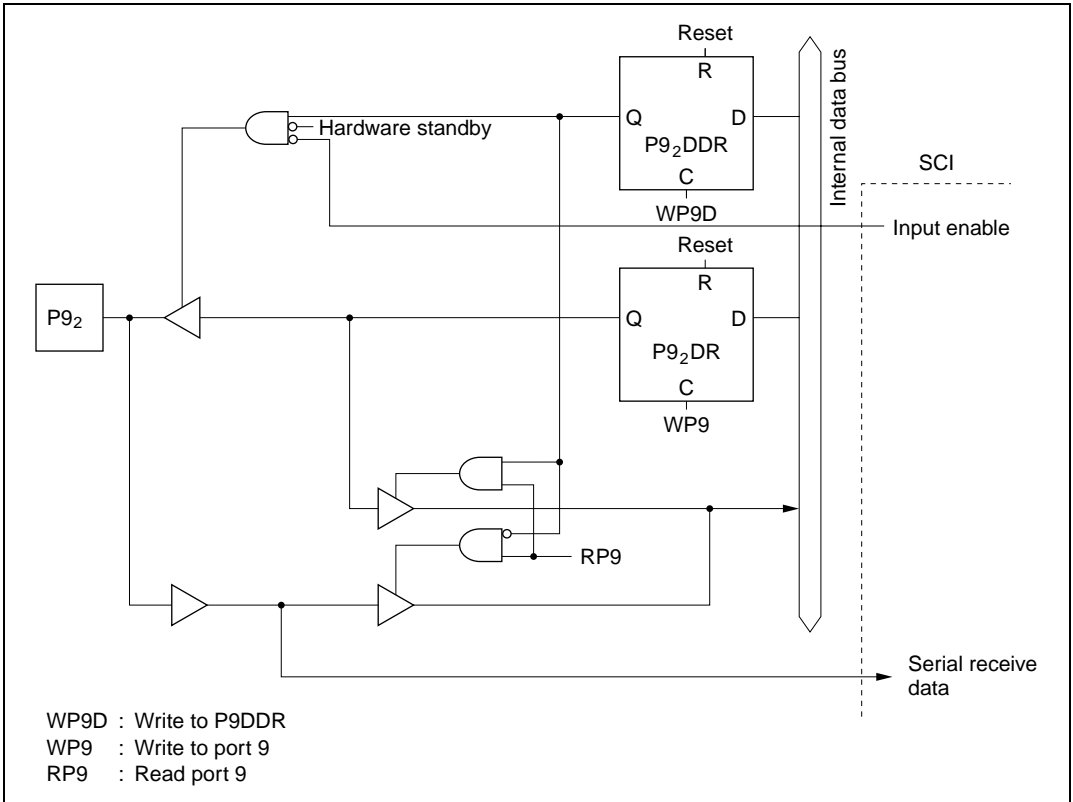 Reset
R
Q
D
P9₂DDR
C
WP9D
Hardware standby
Internal data bus
SCI
Input enable
Reset
R
Q
D
P9₂DR
C
WP9
P9₂
RP9
Serial receive
data
WP9D : Write to P9DDR
WP9 : Write to port 9
RP9 : Read port 9